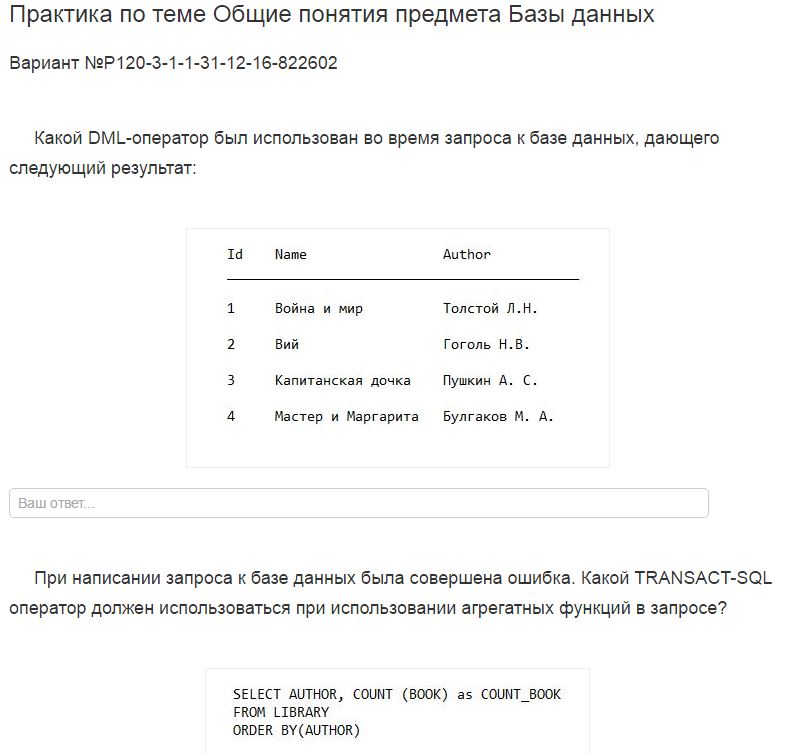 Практика по теме Общие понятия предмета Базы данных
Вариант №P120-3-1-1-31-12-16-822602
Какой DML-оператор был использован во время запроса к базе данных, дающего
следующий результат:
Id Name Author
1 Война и мир Толстой Л.Н.
2 Вий Гоголь Н.В.
3 Капитанская дочка Пушкин А. С.
4 Мастер и Маргарита Булгаков М. А.
Ваш ответ...
При написании запроса к базе данных была совершена ошибка. Какой TRANSACT-SQL
оператор должен использоваться при использовании агрегатных функций в запросе?
SELECT AUTHOR, COUNT (BOOK) as COUNT_BOOK
FROM LIBRARY
ORDER BY(AUTHOR)